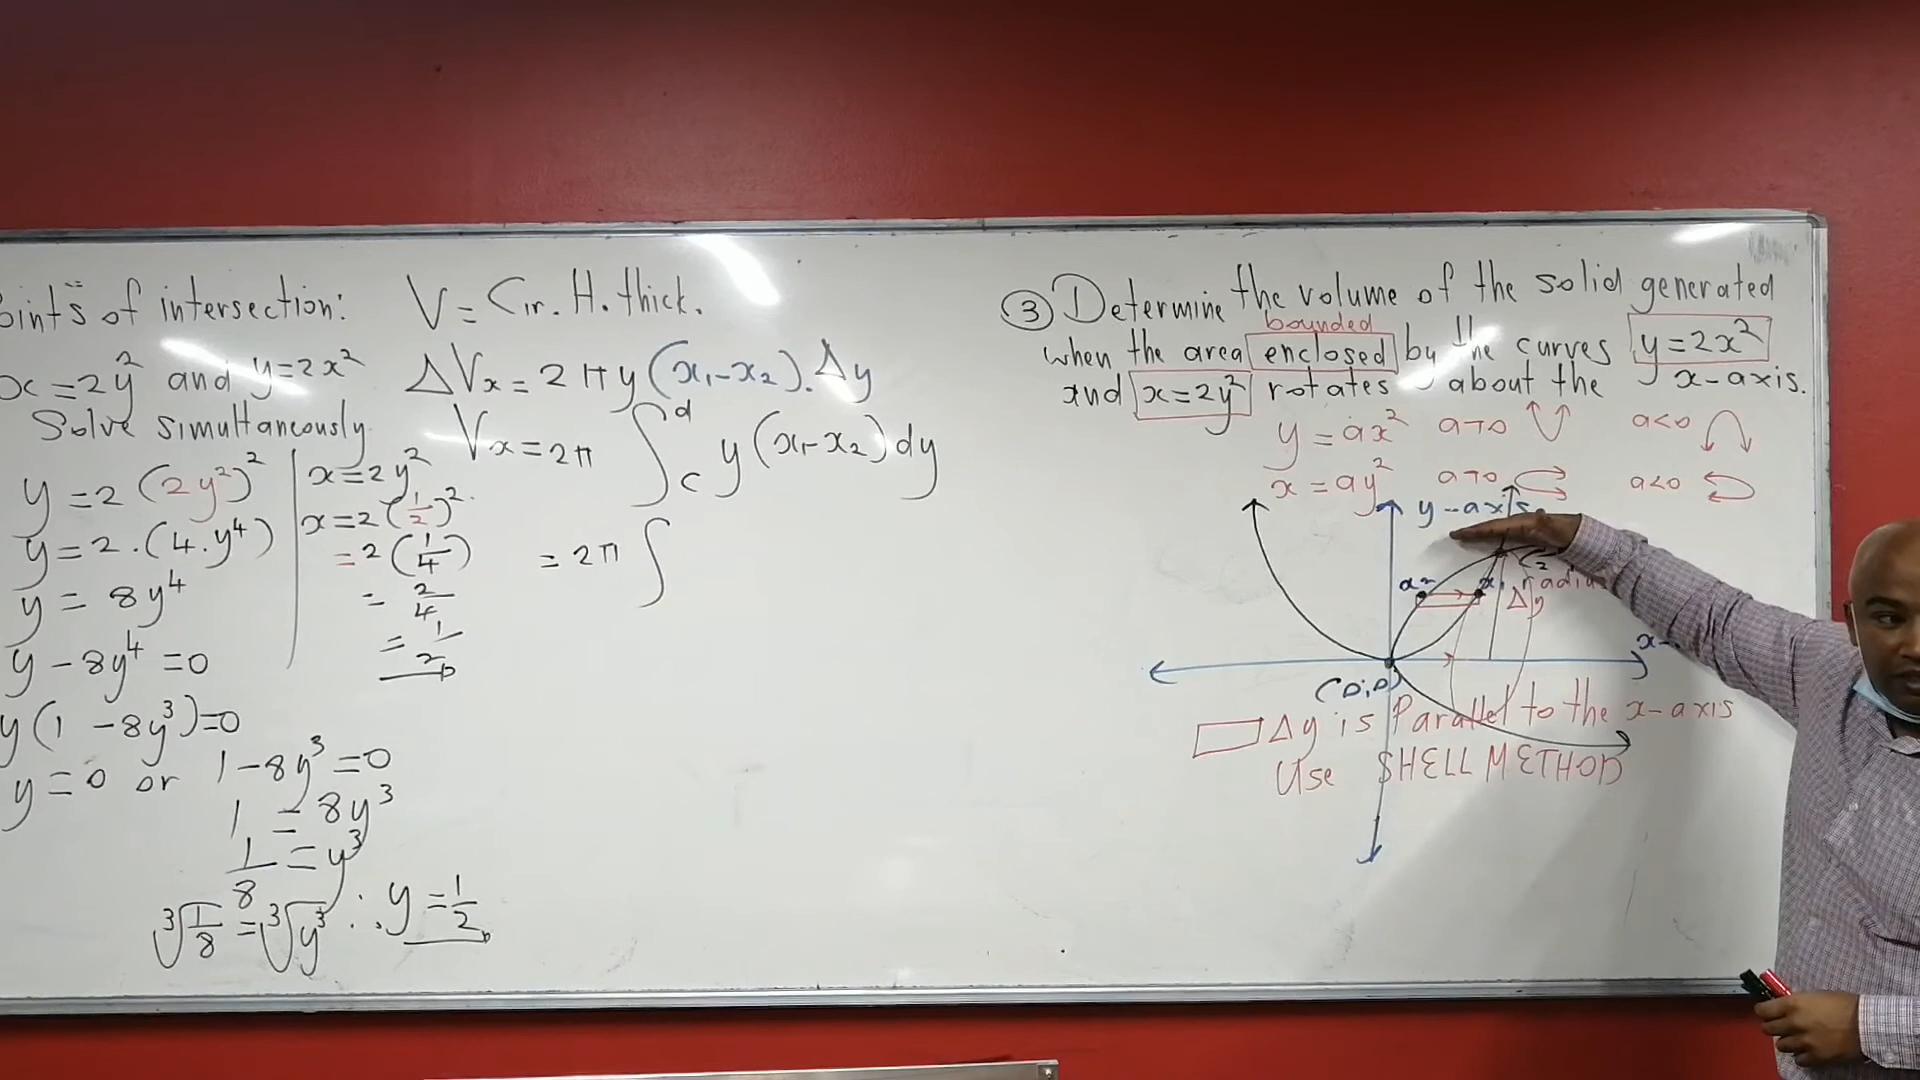 oints of intersection:
x = 2y² and y = 2x²
Solve simultaneously
y = 2 (2y²)²
y = 2 . (4 . y⁴)
y = 8y⁴
y - 8y⁴ = 0
y (1 - 8y³) = 0
y = 0 or 1 - 8y³ = 0
1 = 8y³
1/8 = y³
∛(1/8) = ∛(y³) ∴ y = 1/2
x = 2y²
x = 2 (1/2)².
= 2 (1/4)
= 2/4
= 1/2
V = Cir. H. thick.
ΔVx = 2πy (x₁ - x₂) . Δy
Vx = 2π ∫ d c y (x₁ - x₂) dy
= 2π ∫
③ Determine the volume of the solid generated
bounded
when the area enclosed by the curves y = 2x²
and x = 2y² rotates about the x-axis.
y = ax² a>0 a<0
x = ay² a>0 a<0
y-axis
x₂ x₁ radius
Δy
x-
(0;0)
Δy is Parallel to the x-axis
Use SHELL METHOD